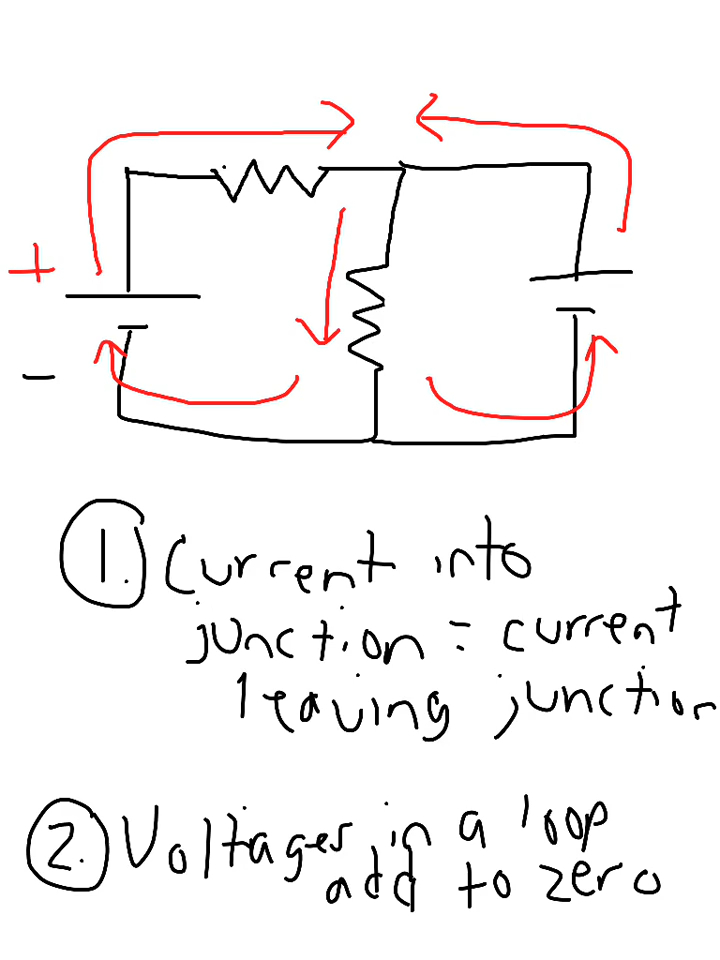 +
-
1. Current into
junction = current
leaving junction
2. Voltages in a loop
add to zero